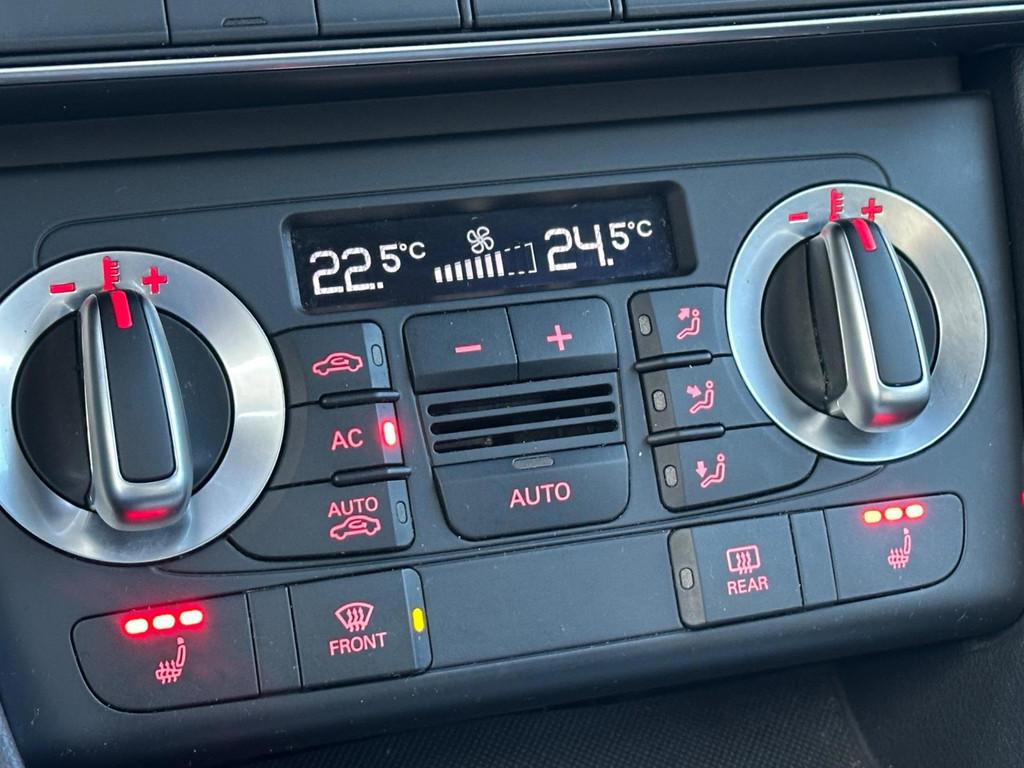 22.5°C 24.5°C
- +
- +
- +
AC
AUTO
AUTO
FRONT
REAR